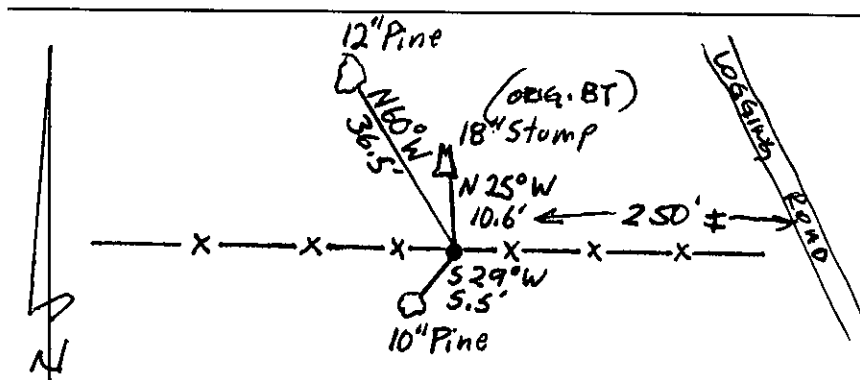 12" Pine
(ORIG. BT)
18" Stump
N60°W
36.5'
N 25° W
10.6'
250' ±
LOGGING ROAD
X X X X X X
S 29° W
5.5'
10" Pine
N